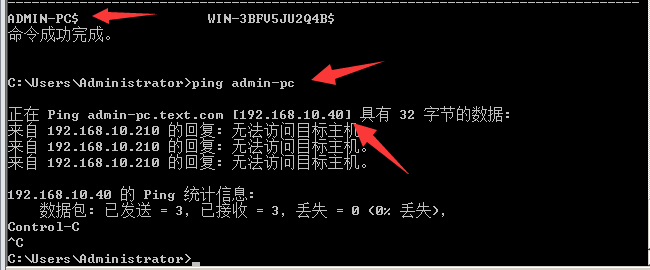 ADMIN-PC$ WIN-3BFV5JU2Q4B$
命令成功完成。
C:\Users\Administrator>ping admin-pc
正在 Ping admin-pc.text.com [192.168.10.40] 具有 32 字节的数据:
来自 192.168.10.210 的回复: 无法访问目标主机。
来自 192.168.10.210 的回复: 无法访问目标主机。
来自 192.168.10.210 的回复: 无法访问目标主机。
192.168.10.40 的 Ping 统计信息:
数据包: 已发送 = 3, 已接收 = 3, 丢失 = 0 (0% 丢失),
Control-C
^C
C:\Users\Administrator>_